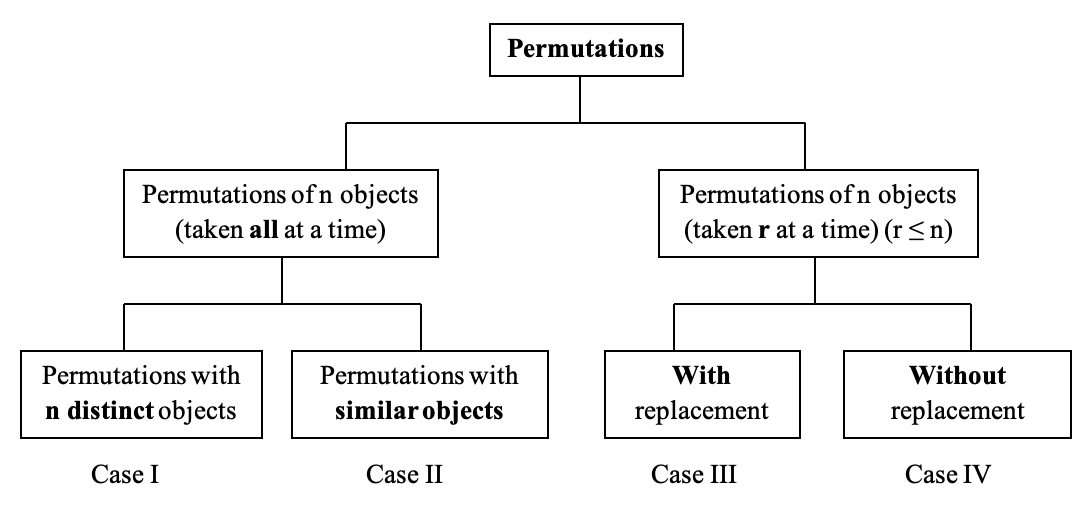 Permutations
Permutations of n objects
(taken all at a time)
Permutations of n objects
(taken r at a time) (r ≤ n)
Permutations with
n distinct objects
Permutations with
similar objects
With
replacement
Without
replacement
Case I
Case II
Case III
Case IV